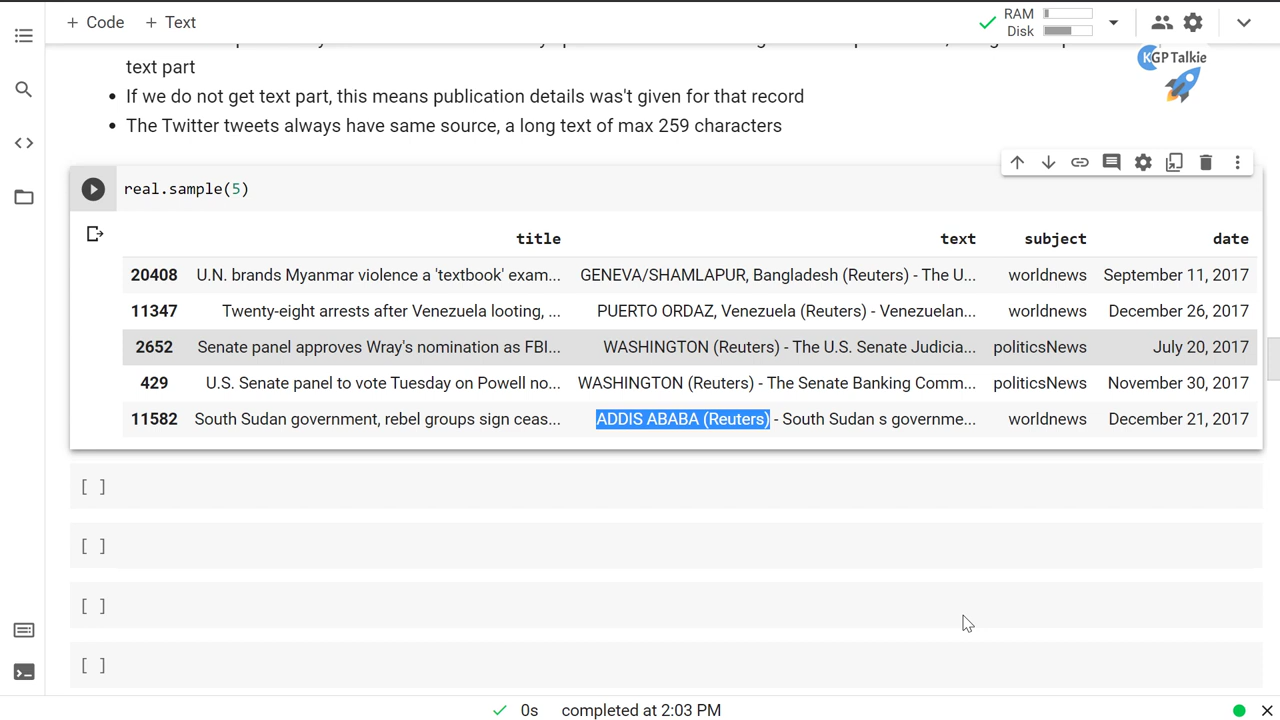 + Code + Text
RAM
Disk
text part
KGPTalkie
• If we do not get text part, this means publication details was't given for that record
• The Twitter tweets always have same source, a long text of max 259 characters
real.sample(5)
title text subject date
20408 U.N. brands Myanmar violence a 'textbook' exam... GENEVA/SHAMLAPUR, Bangladesh (Reuters) - The U... worldnews September 11, 2017
11347 Twenty-eight arrests after Venezuela looting, ... PUERTO ORDAZ, Venezuela (Reuters) - Venezuelan... worldnews December 26, 2017
2652 Senate panel approves Wray's nomination as FBI... WASHINGTON (Reuters) - The U.S. Senate Judicia... politicsNews July 20, 2017
429 U.S. Senate panel to vote Tuesday on Powell no... WASHINGTON (Reuters) - The Senate Banking Comm... politicsNews November 30, 2017
11582 South Sudan government, rebel groups sign ceas... ADDIS ABABA (Reuters) - South Sudan s governme... worldnews December 21, 2017
[ ]
[ ]
[ ]
[ ]
0s completed at 2:03 PM